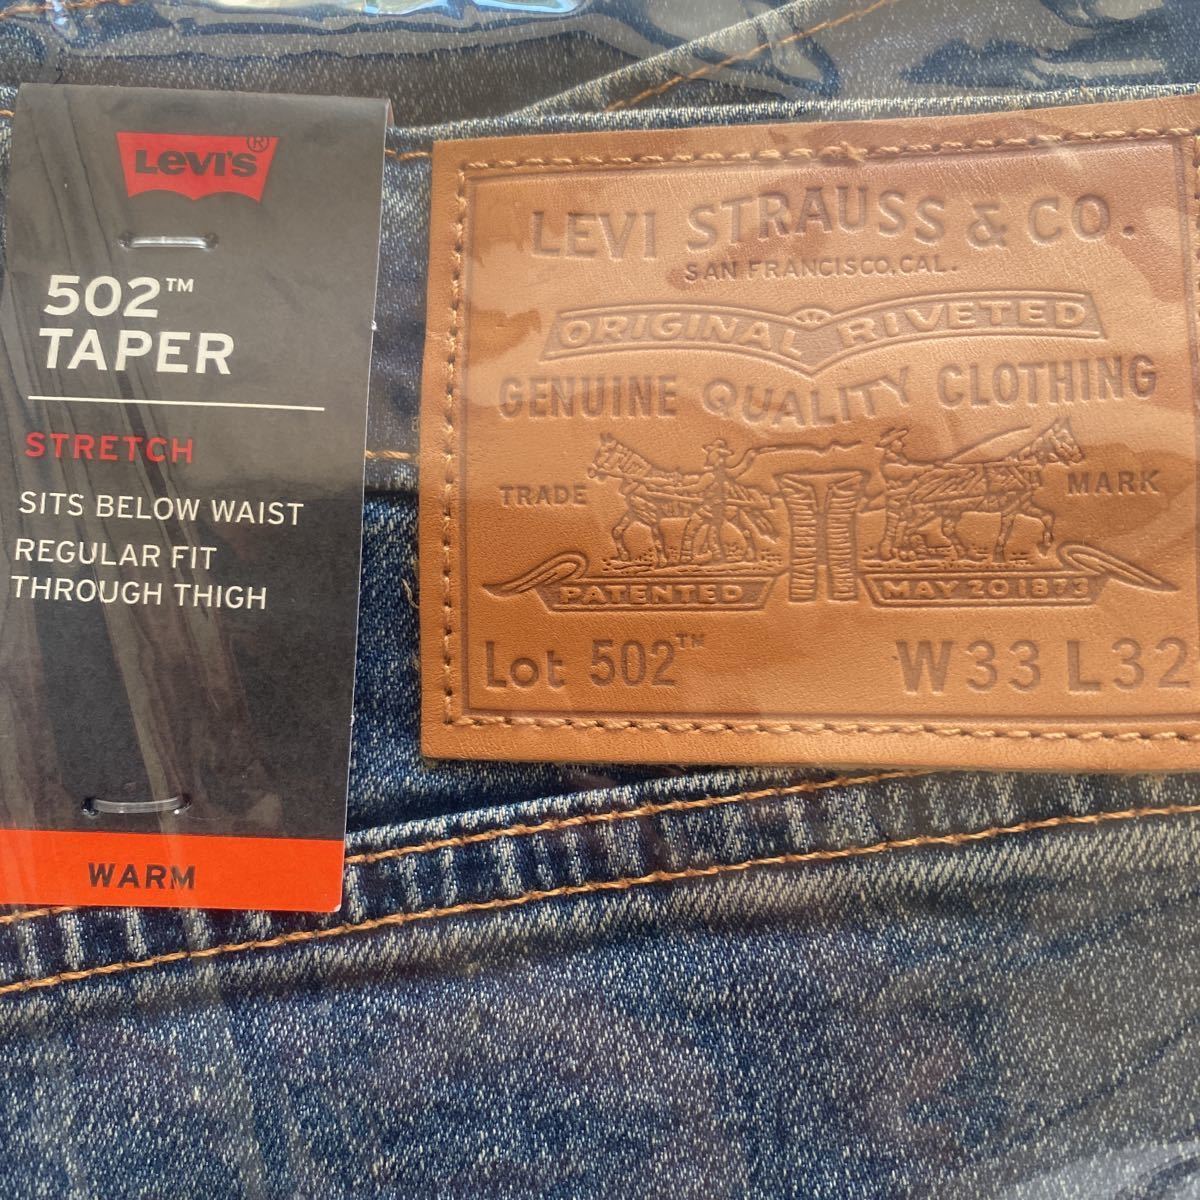 LEVI'S®
502™
TAPER
STRETCH
SITS BELOW WAIST
REGULAR FIT
THROUGH THIGH
WARM
LEVI STRAUSS & CO.
SAN FRANCISCO, CAL.
ORIGINAL RIVETED
GENUINE QUALITY CLOTHING
TRADE MARK
PATENTED MAY 20 1873
Lot 502™ W33 L32